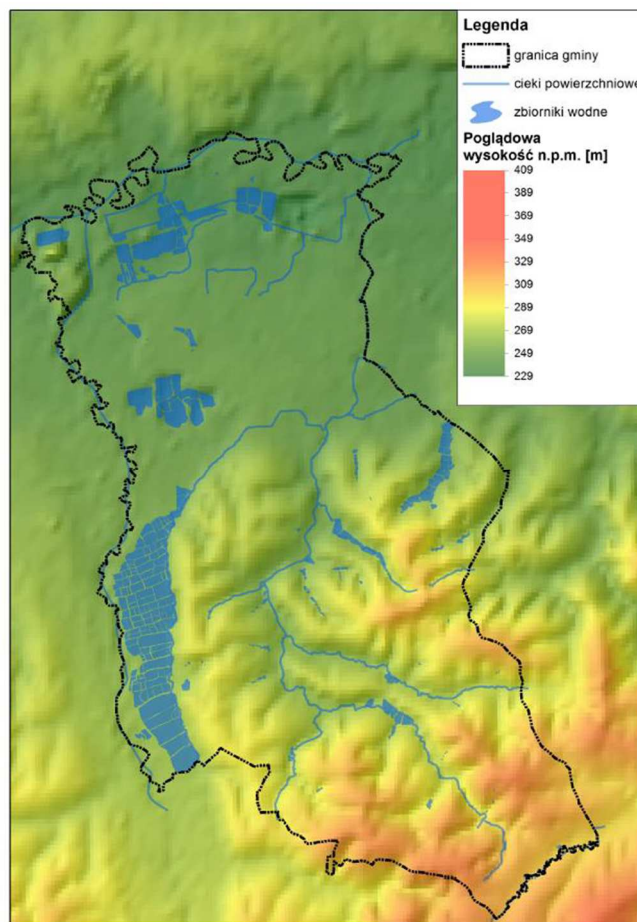 Legenda
granica gminy
cieki powierzchniowe
zbiorniki wodne
Poglądowa
wysokość n.p.m. [m]
409
389
369
349
329
309
289
269
249
229